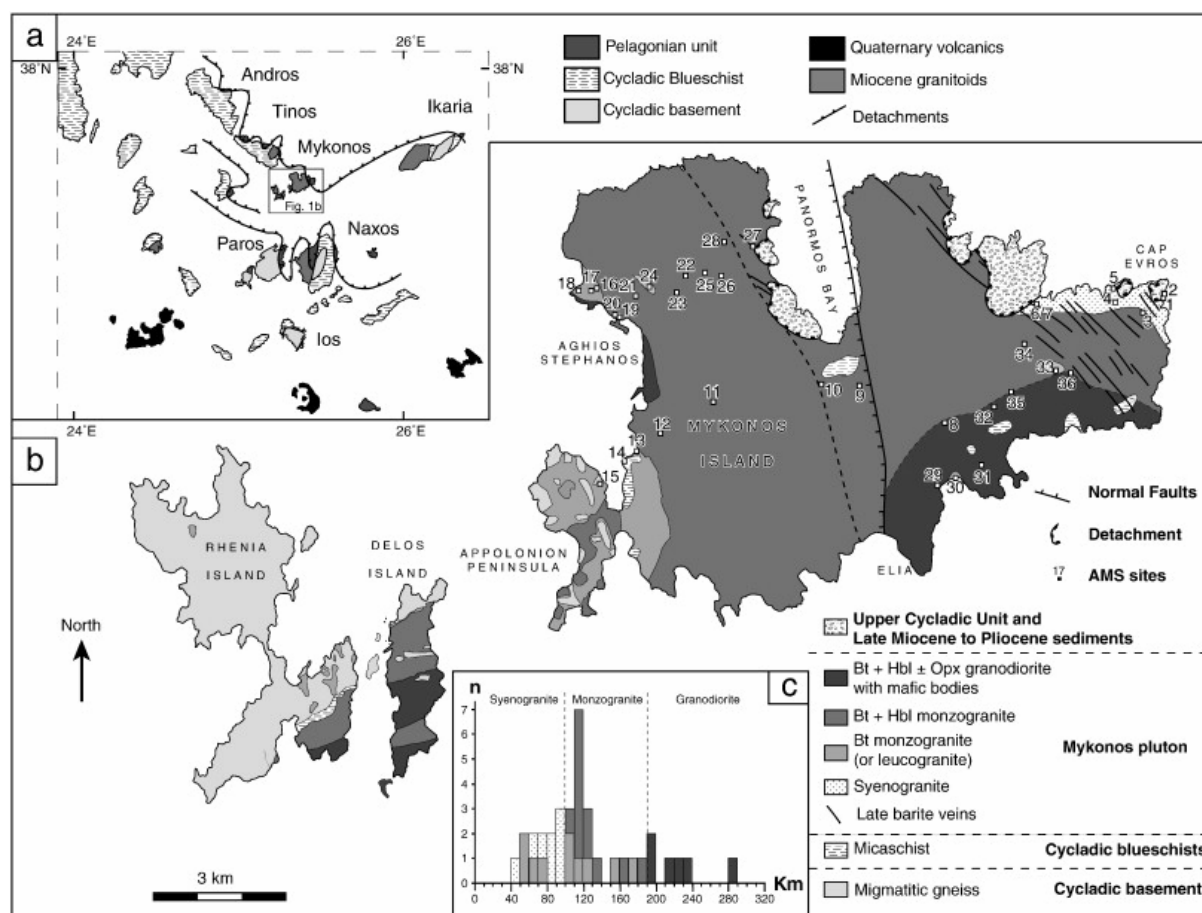 a
24°E
26°E
38°N
38°N
Andros
Tinos
Mykonos
Ikaria
Fig. 1b
Paros
Naxos
Ios
24°E
26°E
Pelagonian unit
Cycladic Blueschist
Cycladic basement
Quaternary volcanics
Miocene granitoids
Detachments
b
RHENIA
ISLAND
DELOS
ISLAND
North
3 km
PANORMOS BAY
CAP
EVROS
AGHIOS
STEPHANOS
MYKONOS
ISLAND
APPOLONION
PENINSULA
ELIA
28
27
22
25
26
23
24
21
18
17
16
20
19
5
4
2
1
3
6/7
34
33
36
35
32
8
31
29
30
10
9
11
12
13
14
15
Normal Faults
Detachment
17
AMS sites
Upper Cycladic Unit and
Late Miocene to Pliocene sediments
Bt + Hbl ± Opx granodiorite
with mafic bodies
Bt + Hbl monzogranite
Bt monzogranite
(or leucogranite)
Mykonos pluton
Syenogranite
Late barite veins
Micaschist
Cycladic blueschists
Migmatitic gneiss
Cycladic basement
c
n
Syenogranite
Monzogranite
Granodiorite
7
6
5
4
3
2
1
0
0
40
80
120
160
200
240
280
320
Km